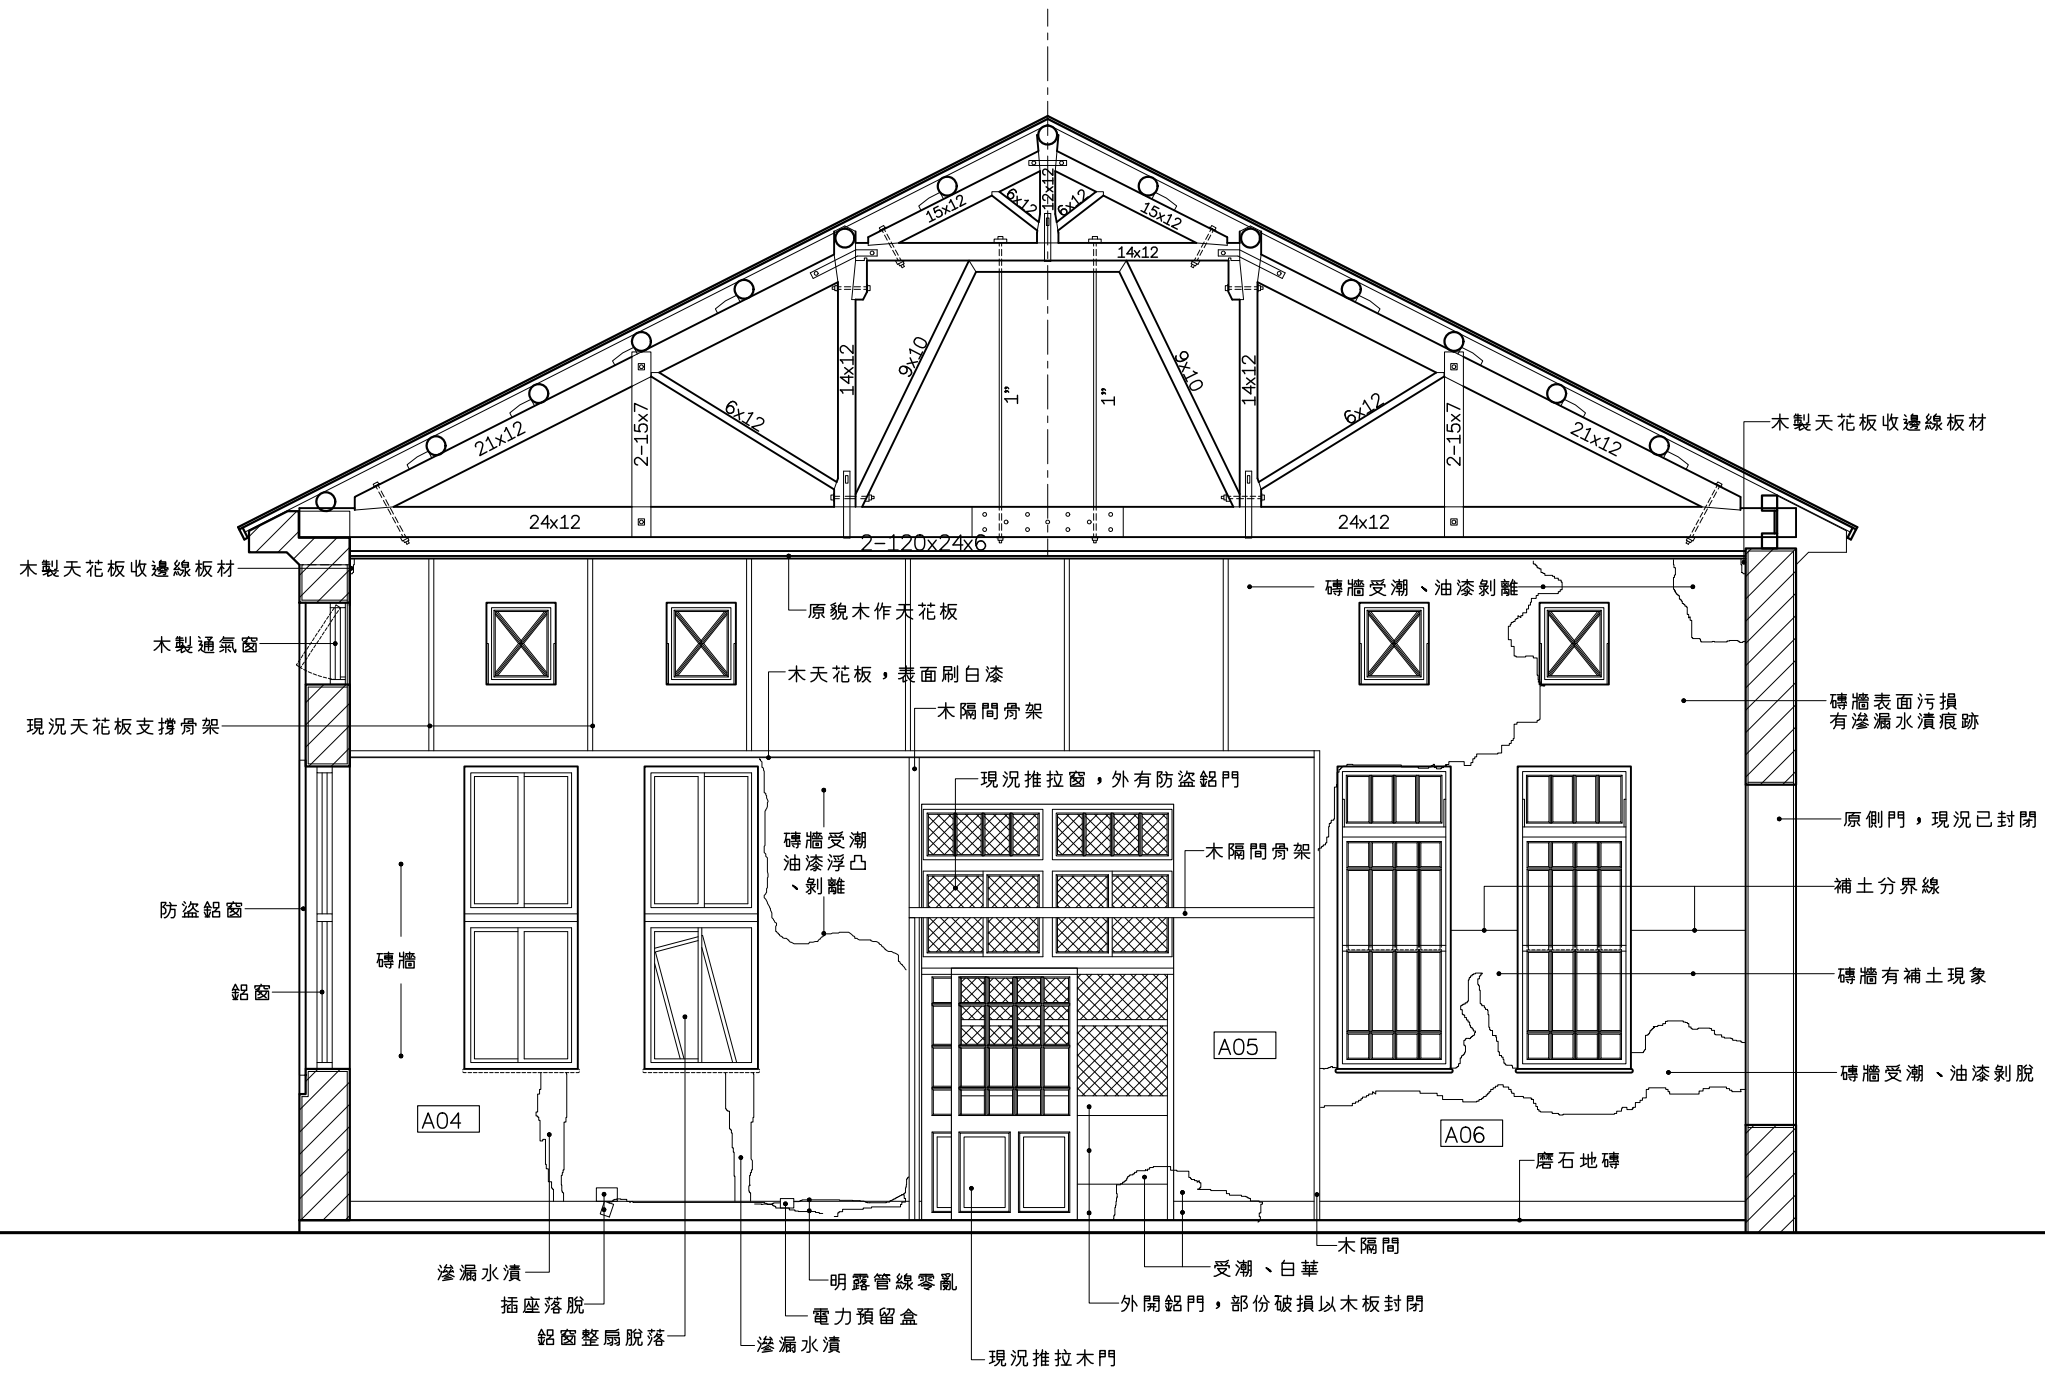 12x12
6x12
6x12
15x12
15x12
14x12
9x10
9x10
14x12
14x12
1”
1”
6x12
6x12
2-15x7
2-15x7
21x12
21x12
木製天花板收邊線板材
24x12
24x12
2-120x24x6
木製天花板收邊線板材
磚牆受潮、油漆剝離
原貌木作天花板
木製通氣窗
木天花板，表面刷白漆
磚牆表面污損
有滲漏水漬痕跡
木隔間骨架
現況天花板支撐骨架
現況推拉窗，外有防盜鋁門
原側門，現況已封閉
磚牆受潮
油漆浮凸
、剝離
木隔間骨架
補土分界線
防盜鋁窗
磚牆
磚牆有補土現象
鋁窗
A05
磚牆受潮、油漆剝脫
A04
A06
磨石地磚
木隔間
滲漏水漬
受潮、白華
明露管線零亂
插座落脫
外開鋁門，部份破損以木板封閉
電力預留盒
鋁窗整扇脫落
滲漏水漬
現況推拉木門